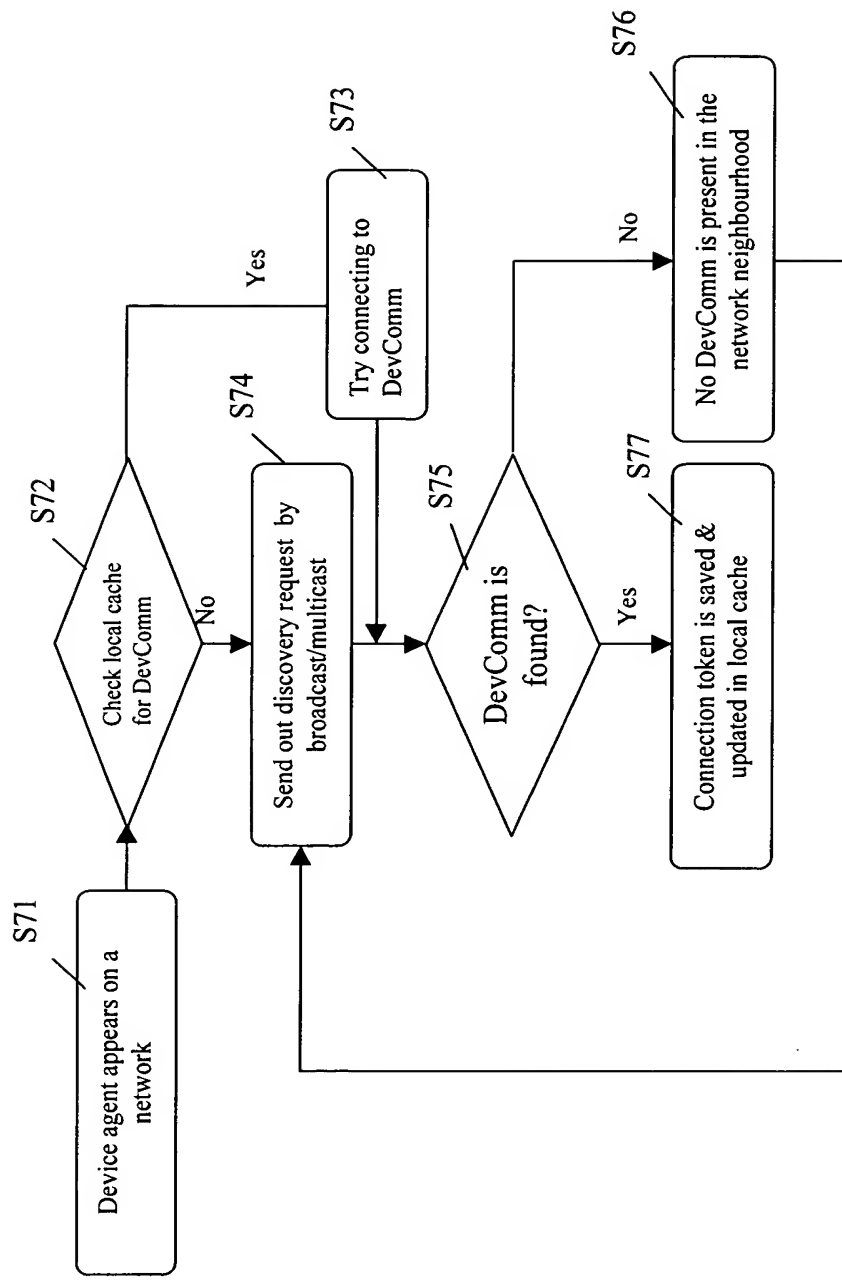 S71
Device agent appears on a
network
S72
Check local cache
for DevComm
Yes
No
S73
Try connecting to
DevComm
S74
Send out discovery request by
broadcast/multicast
S75
DevComm is
found?
No
Yes
S76
No DevComm is present in the
network neighbourhood
S77
Connection token is saved &
updated in local cache